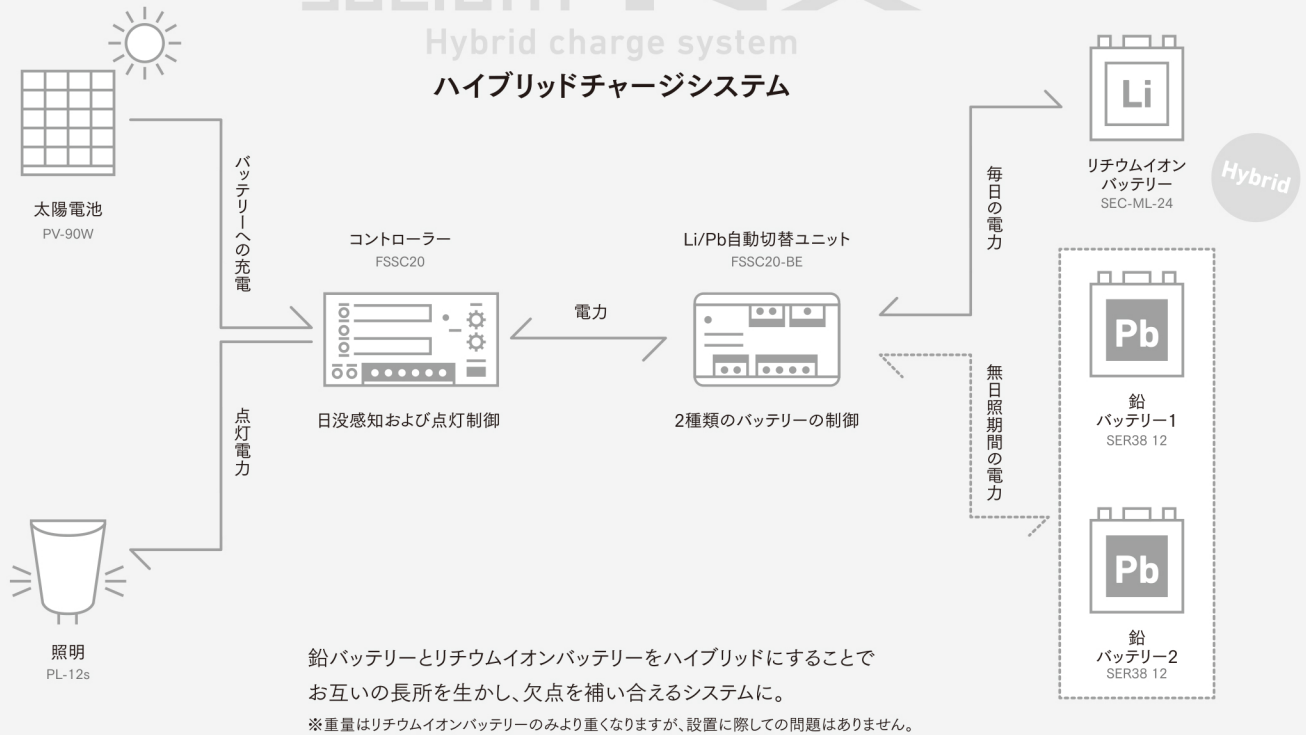 Hybrid charge system
ハイブリッドチャージシステム
太陽電池
PV-90W
バッテリーへの充電
点灯電力
照明
PL-12s
コントローラー
FSSC20
日没感知および点灯制御
電力
Li/Pb自動切替ユニット
FSSC20-BE
2種類のバッテリーの制御
毎日の電力
無日照期間の電力
Li
リチウムイオン
バッテリー
SEC-ML-24
Hybrid
Pb
鉛
バッテリー1
SER38 12
Pb
鉛
バッテリー2
SER38 12
鉛バッテリーとリチウムイオンバッテリーをハイブリッドにすることで
お互いの長所を生かし、欠点を補い合えるシステムに。
※重量はリチウムイオンバッテリーのみより重くなりますが、設置に際しての問題はありません。